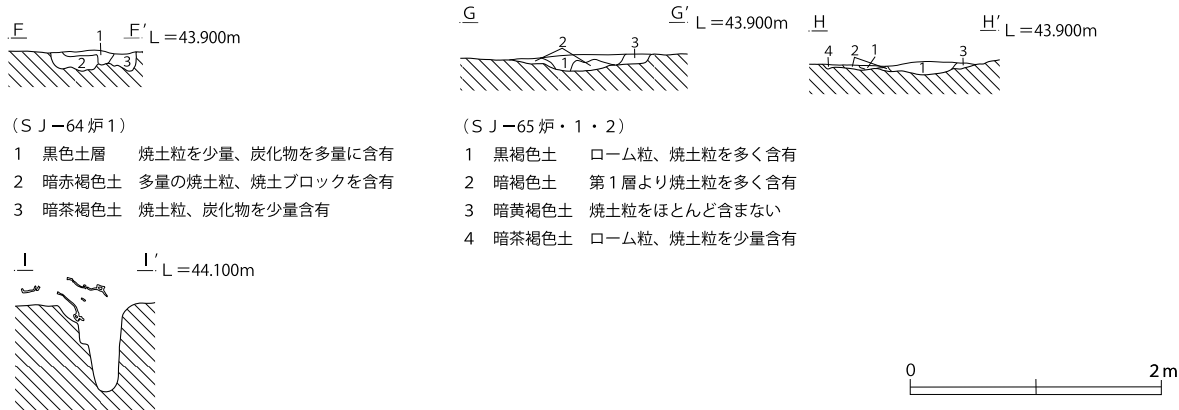 F F′ L＝43.900m
1
2 3
（ＳＪ－64 炉１）
1 黒色土層 焼土粒を少量、炭化物を多量に含有
2 暗赤褐色土 多量の焼土粒、焼土ブロックを含有
3 暗茶褐色土 焼土粒、炭化物を少量含有
I I′ L＝44.100m
G G′ L＝43.900m
2 3
1
H H′ L＝43.900m
4 2 1 3
1
（ＳＪ－65 炉・１・２）
1 黒褐色土 ローム粒、焼土粒を多く含有
2 暗褐色土 第１層より焼土粒を多く含有
3 暗黄褐色土 焼土粒をほとんど含まない
4 暗茶褐色土 ローム粒、焼土粒を少量含有
0 2m